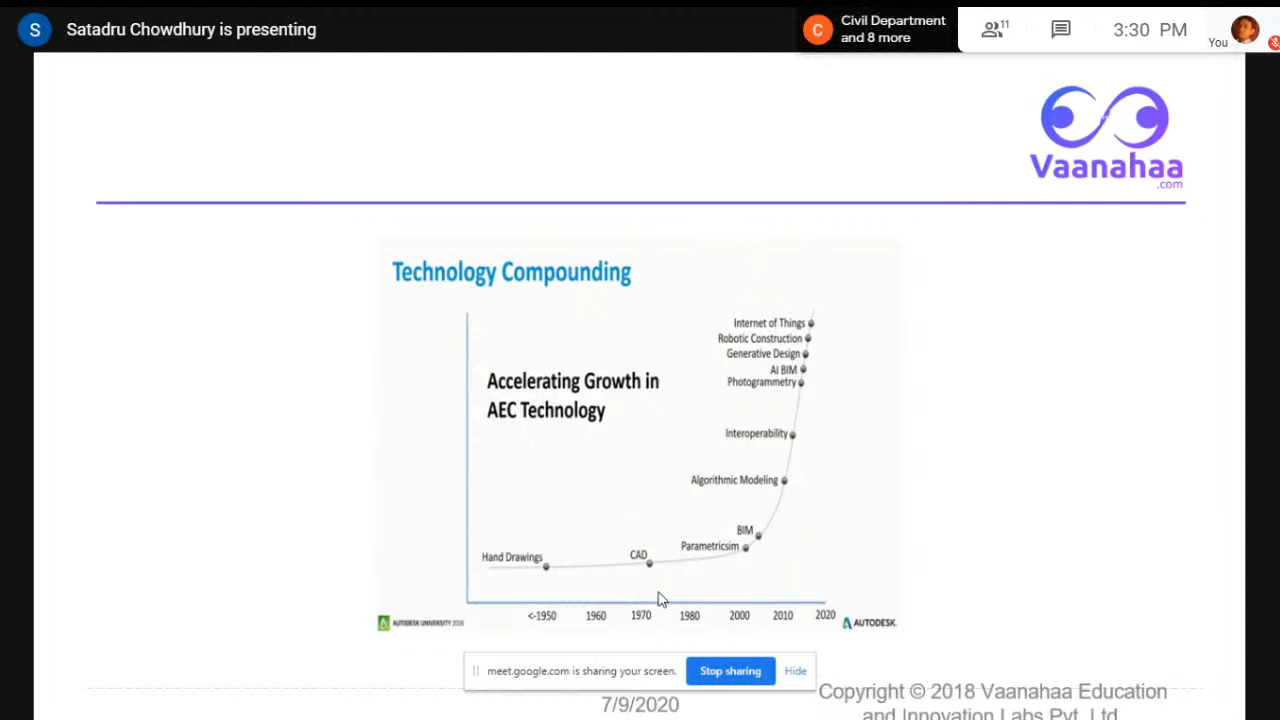 S
Satadru Chowdhury is presenting
C
Civil Department
and 8 more
11
3:30 PM
You
Vaanahaa
.com
Technology Compounding
Accelerating Growth in
AEC Technology
Internet of Things
Robotic Construction
Generative Design
AI BIM
Photogrammetry
Interoperability
Algorithmic Modeling
BIM
Parametricsim
CAD
Hand Drawings
<-1950 1960 1970 1980 2000 2010 2020
AUTODESK UNIVERSITY 2016
AUTODESK.
meet.google.com is sharing your screen.
Stop sharing
Hide
7/9/2020
Copyright © 2018 Vaanahaa Education
and Innovation Labs Pvt. Ltd